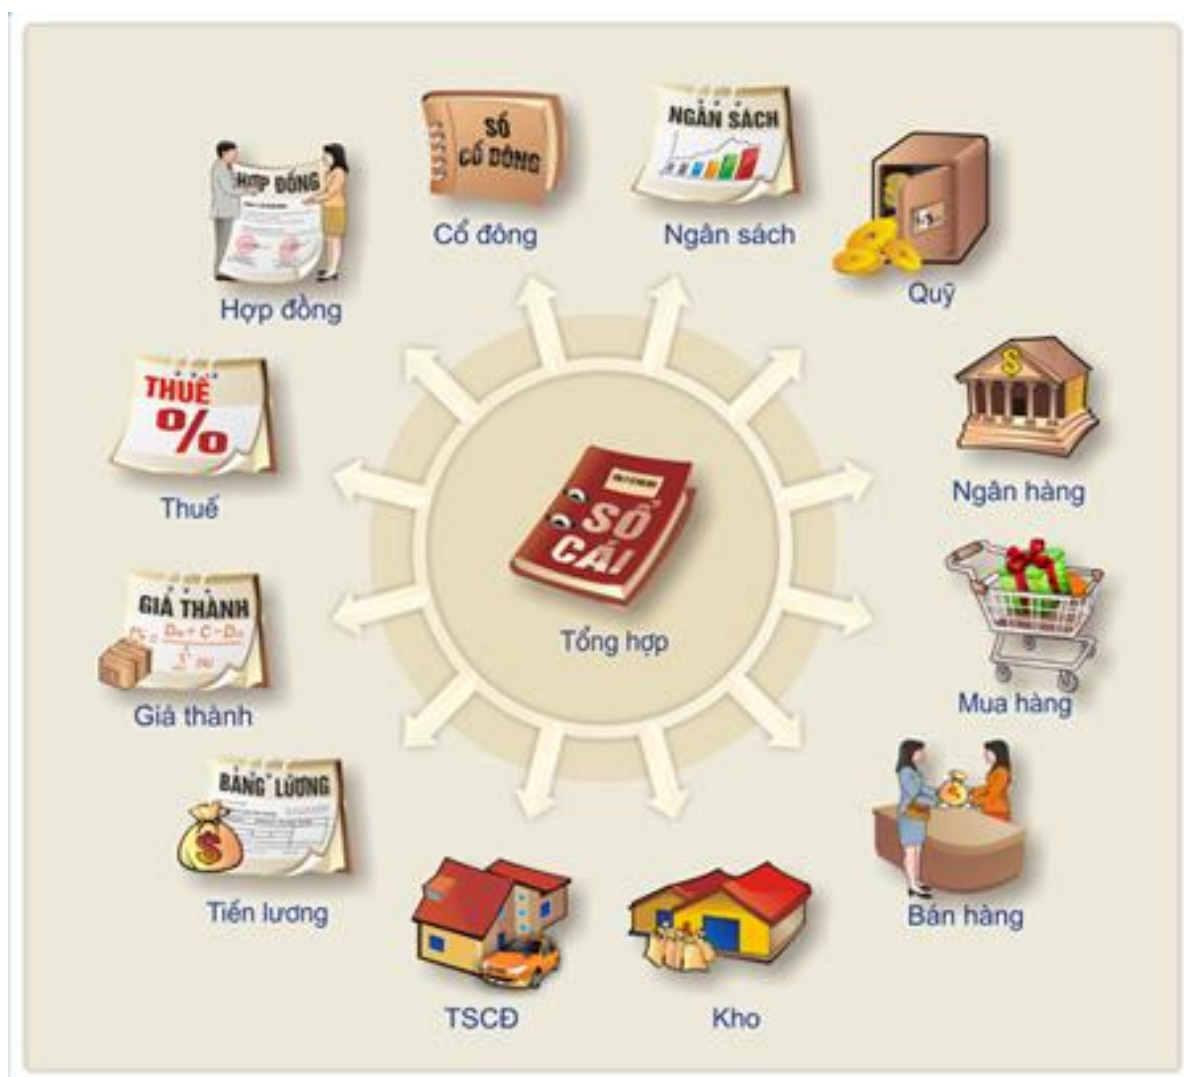 SỔ
CỔ ĐÔNG
Cổ đông
NGÂN SÁCH
Ngân sách
HỢP ĐỒNG
Hợp đồng
Quỹ
THUẾ
%
Thuế
$
Ngân hàng
SỔ
CÁI
Tổng hợp
GIÁ THÀNH
Giá thành
Mua hàng
BẢNG LƯƠNG
$
Tiền lương
Bán hàng
TSCĐ
Kho